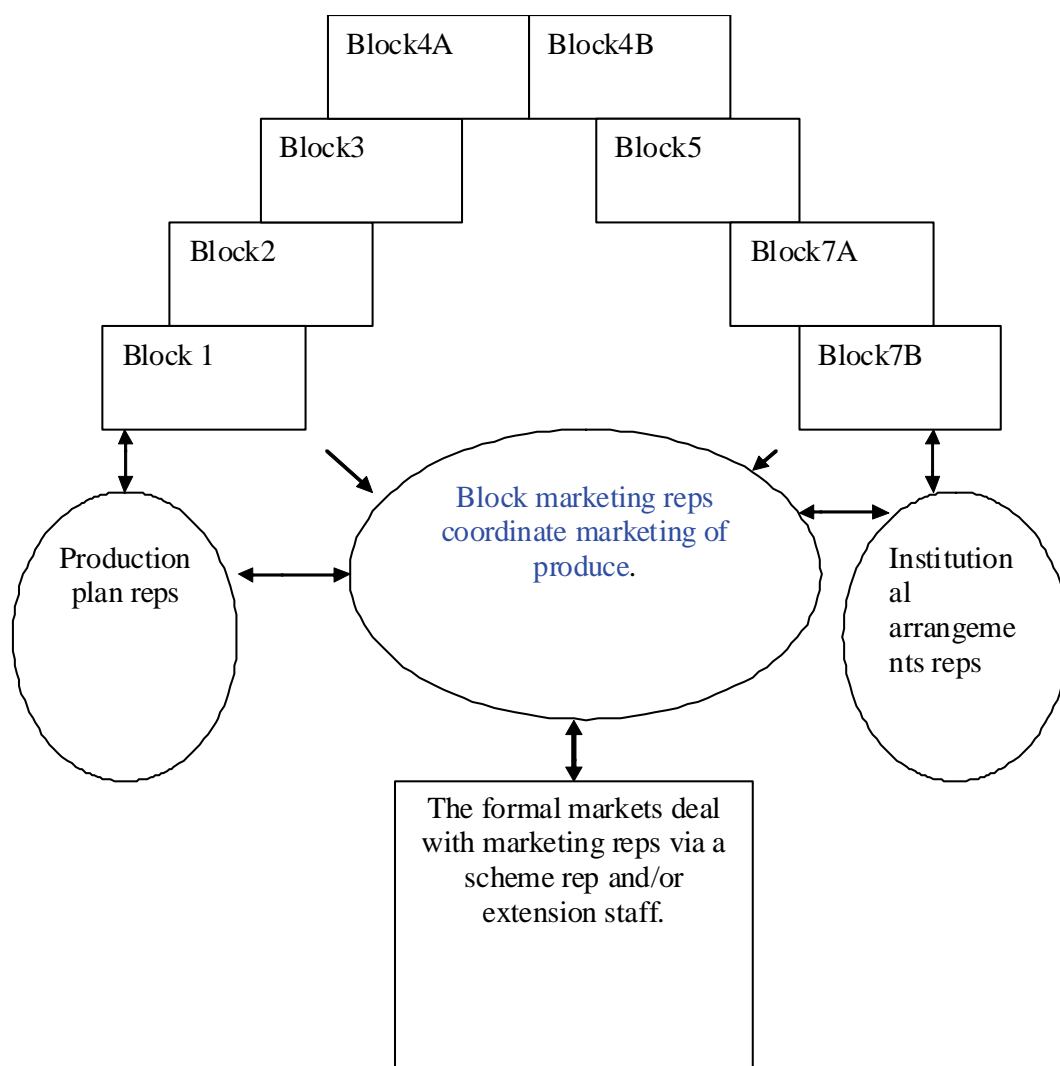 Block4A
Block4B
Block3
Block5
Block2
Block7A
Block 1
Block7B
Block marketing reps
coordinate marketing of
produce.
Production
plan reps
Institution
al
arrangeme
nts reps
The formal markets deal
with marketing reps via a
scheme rep and/or
extension staff.